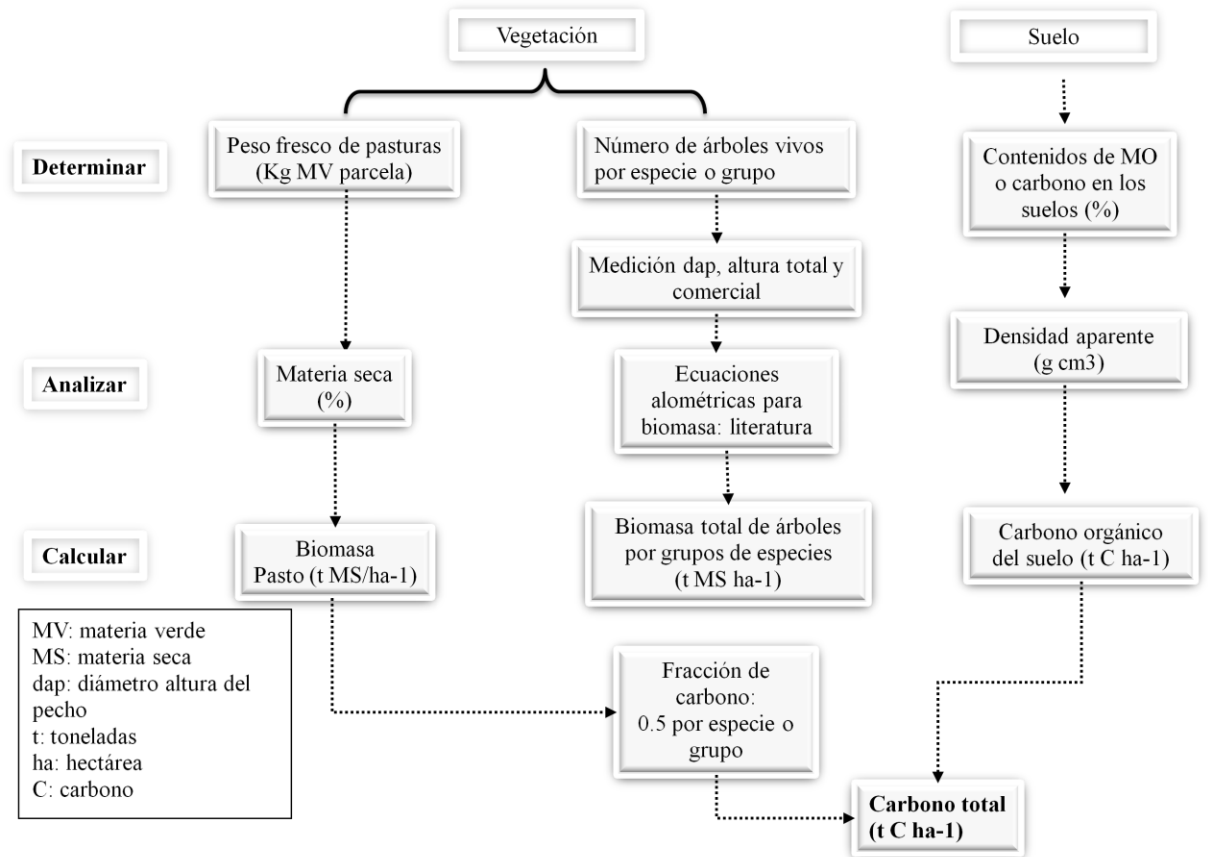 Vegetación
Suelo
Determinar
Peso fresco de pasturas
(Kg MV parcela)
Número de árboles vivos
por especie o grupo
Contenidos de MO
o carbono en los
suelos (%)
Medición dap, altura total y
comercial
Densidad aparente
(g cm3)
Analizar
Materia seca
(%)
Ecuaciones
alométricas para
biomasa: literatura
Calcular
Biomasa
Pasto (t MS/ha-1)
Biomasa total de árboles
por grupos de especies
(t MS ha-1)
Carbono orgánico
del suelo (t C ha-1)
MV: materia verde
MS: materia seca
dap: diámetro altura del
pecho
t: toneladas
ha: hectárea
C: carbono
Fracción de
carbono:
0.5 por especie o
grupo
Carbono total
(t C ha-1)